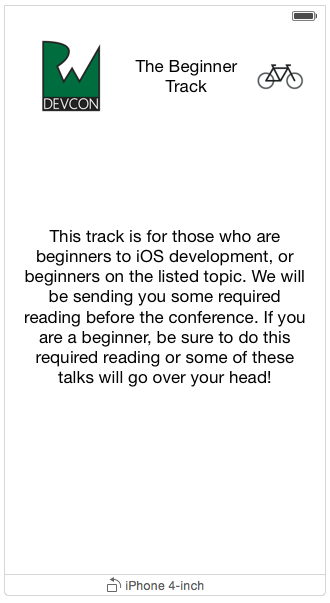 The Beginner
Track
DEVCON
This track is for those who are
beginners to iOS development, or
beginners on the listed topic. We will
be sending you some required
reading before the conference. If you
are a beginner, be sure to do this
required reading or some of these
talks will go over your head!
iPhone 4-inch